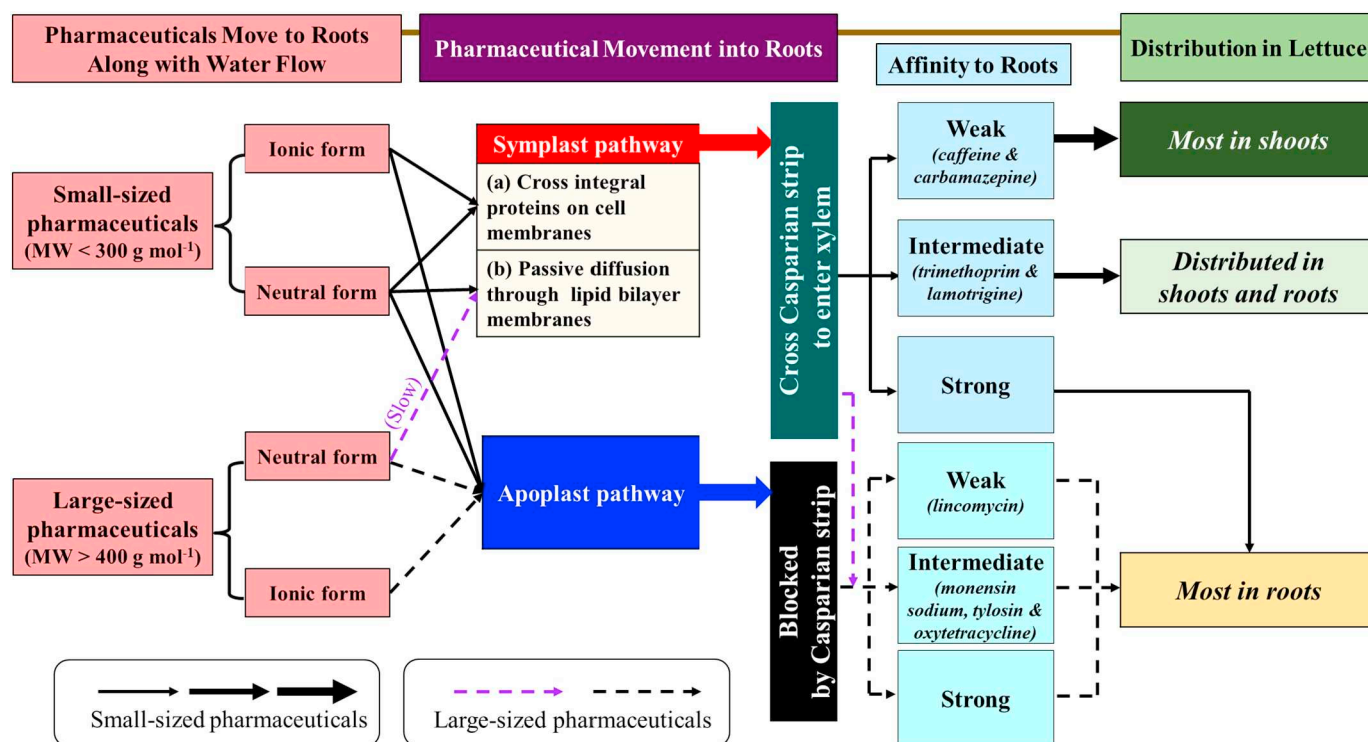 Pharmaceuticals Move to Roots
Along with Water Flow
Pharmaceutical Movement into Roots
Affinity to Roots
Distribution in Lettuce
Small-sized
pharmaceuticals
(MW < 300 g mol⁻¹)
Ionic form
Neutral form
Large-sized
pharmaceuticals
(MW > 400 g mol⁻¹)
Neutral form
Ionic form
(Slow)
Symplast pathway
(a) Cross integral
proteins on cell
membranes
(b) Passive diffusion
through lipid bilayer
membranes
Apoplast pathway
Cross Casparian strip
to enter xylem
Blocked
by Casparian strip
Weak
(caffeine &
carbamazepine)
Intermediate
(trimethoprim &
lamotrigine)
Strong
Weak
(lincomycin)
Intermediate
(monensin
sodium, tylosin &
oxytetracycline)
Strong
Most in shoots
Distributed in
shoots and roots
Most in roots
Small-sized pharmaceuticals
Large-sized pharmaceuticals